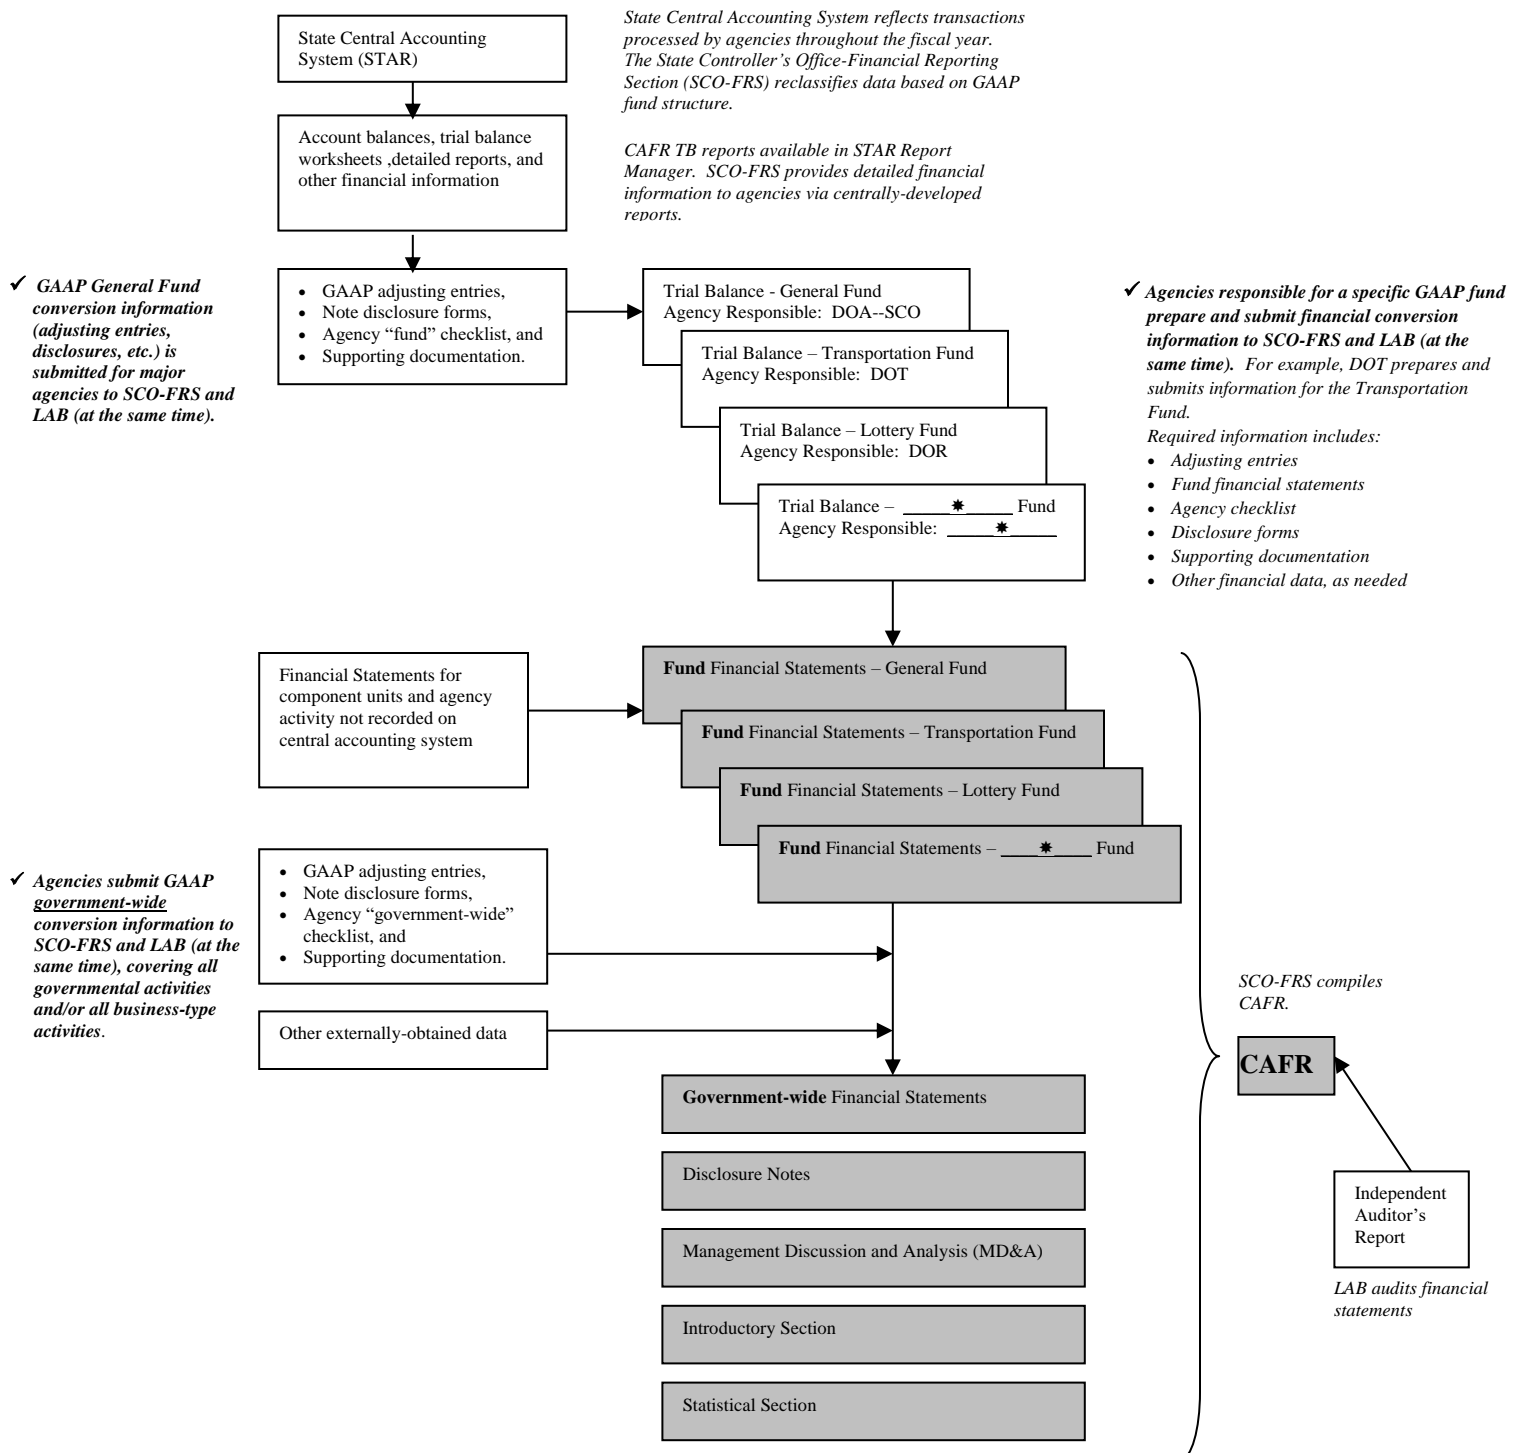 State Central Accounting
System (STAR)
State Central Accounting System reflects transactions
processed by agencies throughout the fiscal year.
The State Controller’s Office-Financial Reporting
Section (SCO-FRS) reclassifies data based on GAAP
fund structure.
CAFR TB reports available in STAR Report
Manager.  SCO-FRS provides detailed financial
information to agencies via centrally-developed
reports.
Account balances, trial balance
worksheets ,detailed reports, and
other financial information
✓ GAAP General Fund
conversion information
(adjusting entries,
disclosures, etc.) is
submitted for major
agencies to SCO-FRS and
LAB (at the same time).
• GAAP adjusting entries,
• Note disclosure forms,
• Agency “fund” checklist, and
• Supporting documentation.
Trial Balance - General Fund
Agency Responsible:  DOA--SCO
Trial Balance – Transportation Fund
Agency Responsible:  DOT
Trial Balance – Lottery Fund
Agency Responsible:  DOR
Trial Balance –  _____✷_____ Fund
Agency Responsible:  _____✷_____
✓ Agencies responsible for a specific GAAP fund
prepare and submit financial conversion
information to SCO-FRS and LAB (at the
same time).  For example, DOT prepares and
submits information for the Transportation
Fund.
Required information includes:
• Adjusting entries
• Fund financial statements
• Agency checklist
• Disclosure forms
• Supporting documentation
• Other financial data, as needed
Financial Statements for
component units and agency
activity not recorded on
central accounting system
Fund Financial Statements – General Fund
Fund Financial Statements – Transportation Fund
Fund Financial Statements – Lottery Fund
Fund Financial Statements – ____✷____ Fund
✓ Agencies submit GAAP
government-wide
conversion information to
SCO-FRS and LAB (at the
same time), covering all
governmental activities
and/or all business-type
activities.
• GAAP adjusting entries,
• Note disclosure forms,
• Agency “government-wide”
checklist, and
• Supporting documentation.
Other externally-obtained data
Government-wide Financial Statements
Disclosure Notes
Management Discussion and Analysis (MD&A)
Introductory Section
Statistical Section
SCO-FRS compiles
CAFR.
CAFR
Independent
Auditor’s
Report
LAB audits financial
statements